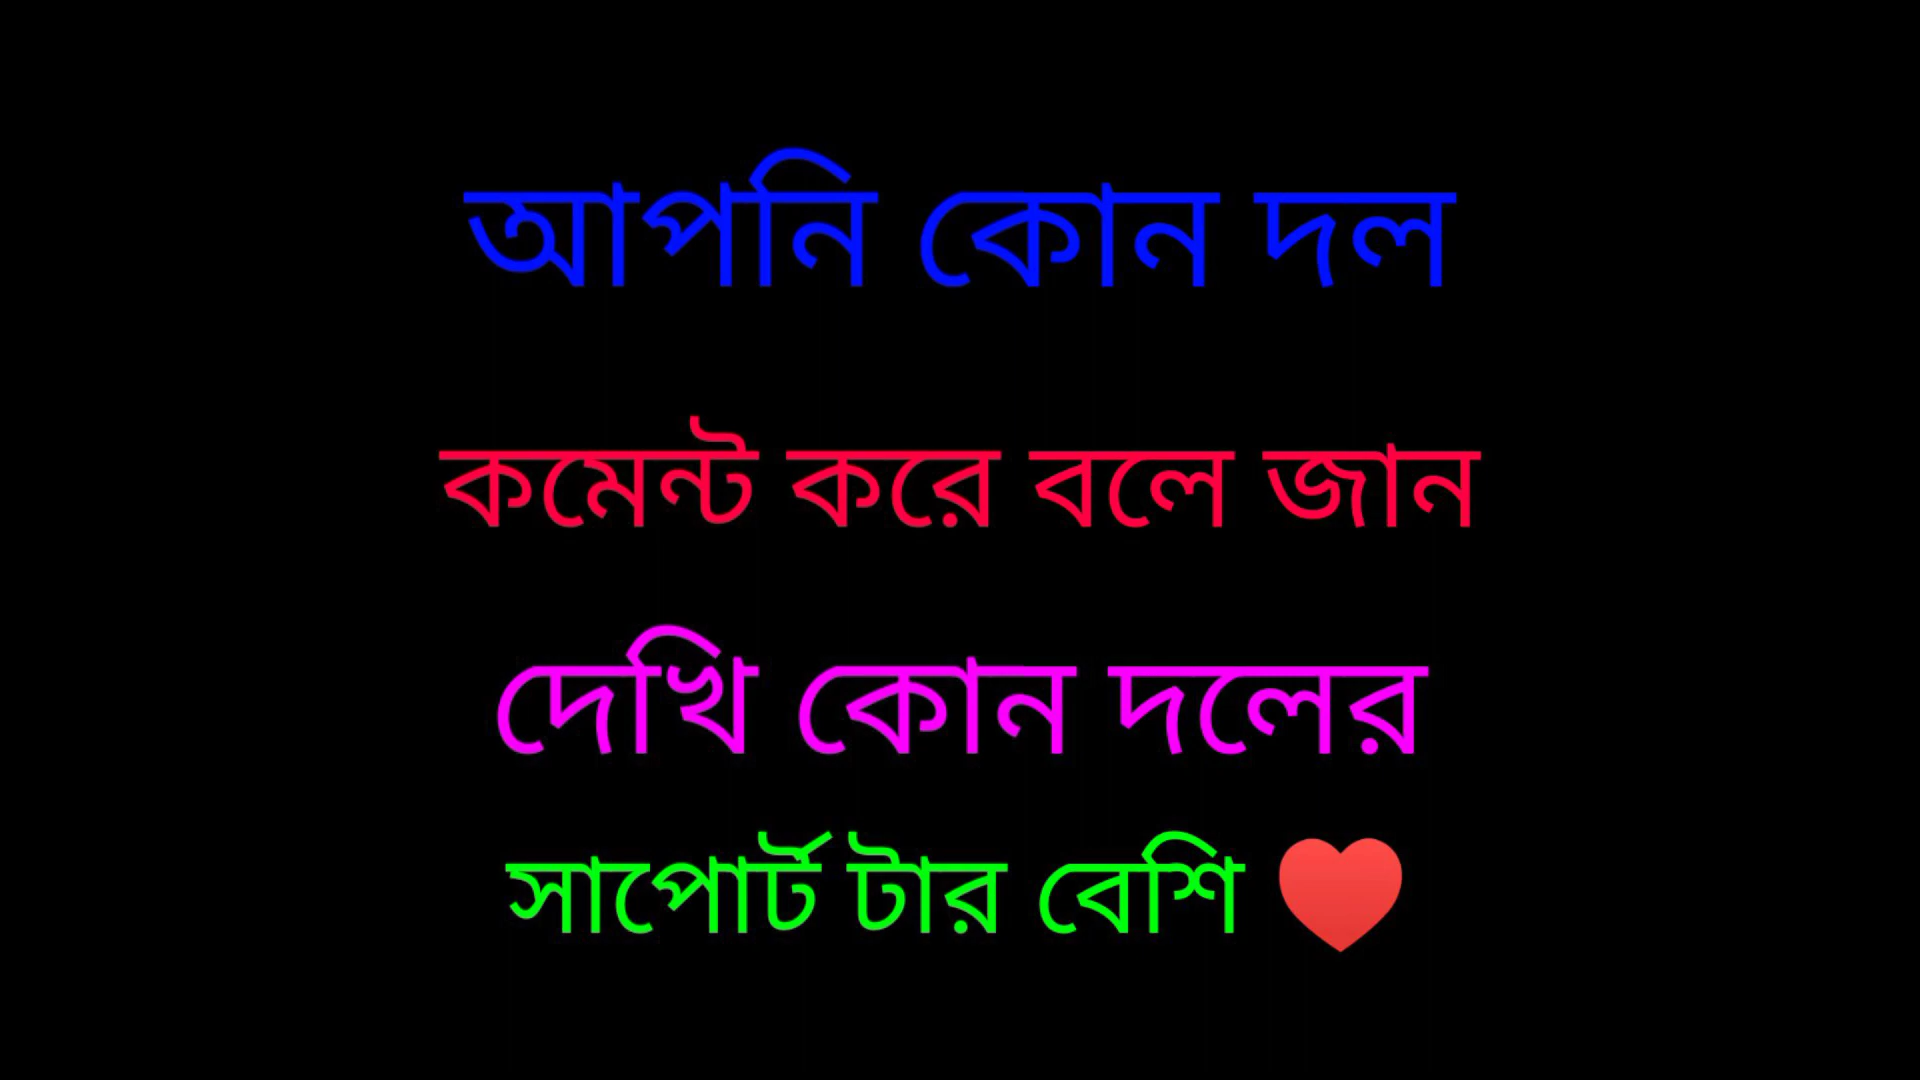 আপনি কোন দল
কমেন্ট করে বলে জান
দেখি কোন দলের
সাপোর্ট টার বেশি ♥️